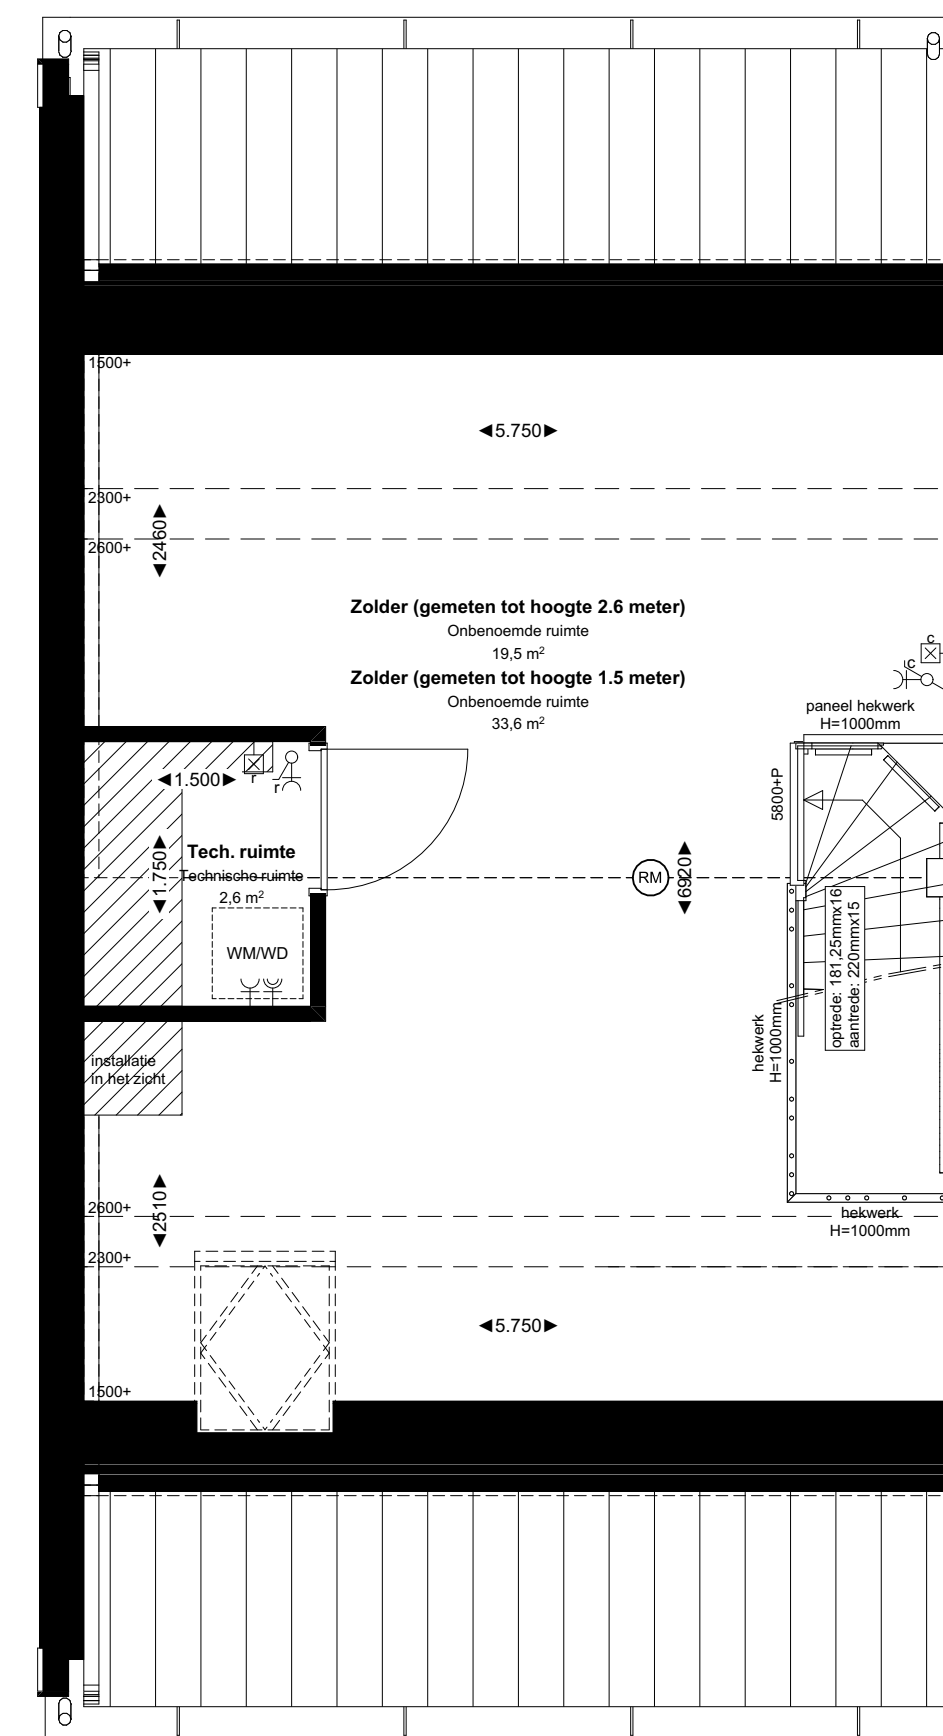 1500+
5.750
2300+
2460
2600+
Zolder (gemeten tot hoogte 2.6 meter)
Onbenoemde ruimte
19,5 m²
Zolder (gemeten tot hoogte 1.5 meter)
Onbenoemde ruimte
33,6 m²
c
c
paneel hekwerk
H=1000mm
5800+P
1.500
r
r
1.750
Tech. ruimte
Technische ruimte
2,6 m²
WM/WD
RM
6920
optrede: 181,25mmx16
aantrede: 220mmx15
hekwerk
H=1000mm
installatie
in het zicht
2600+
2510
2300+
hekwerk
H=1000mm
5.750
1500+